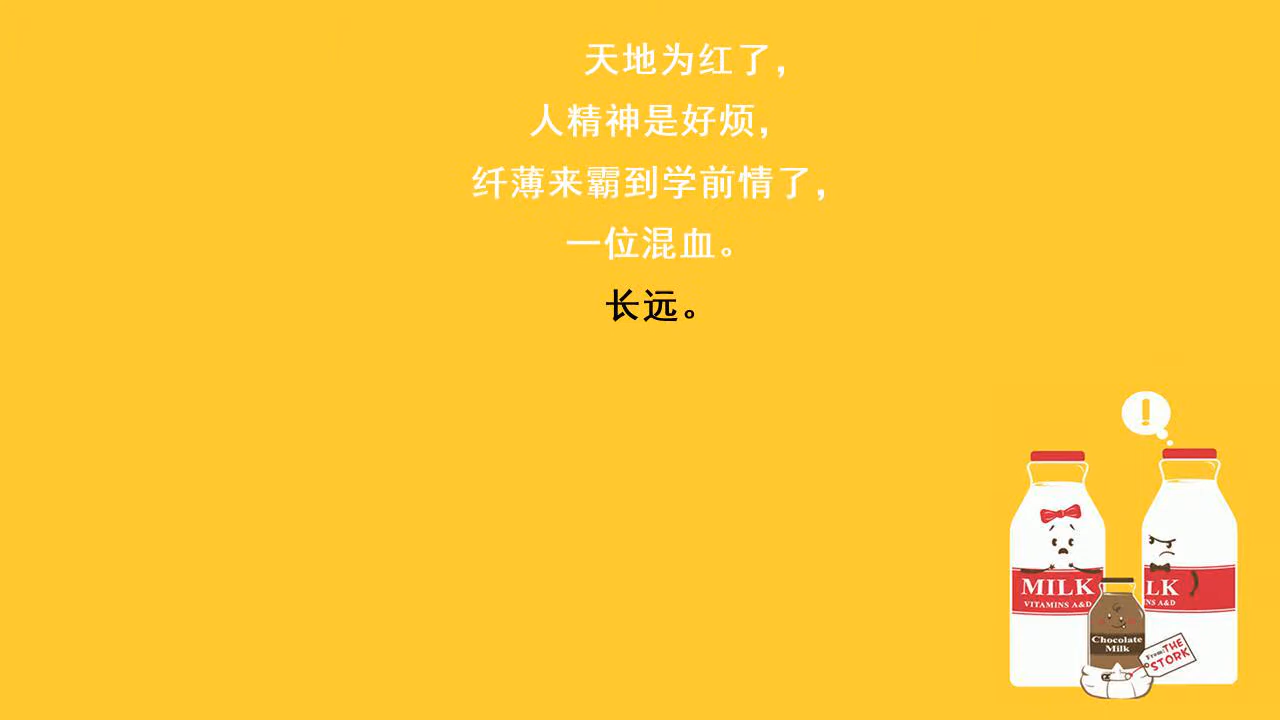 天地为红了，
人精神是好烦，
纤薄来霸到学前情了，
一位混血。
长远。
!
MILK
VITAMINS A&D
LK
NS A&D
Chocolate
Milk
From: THE
STORK